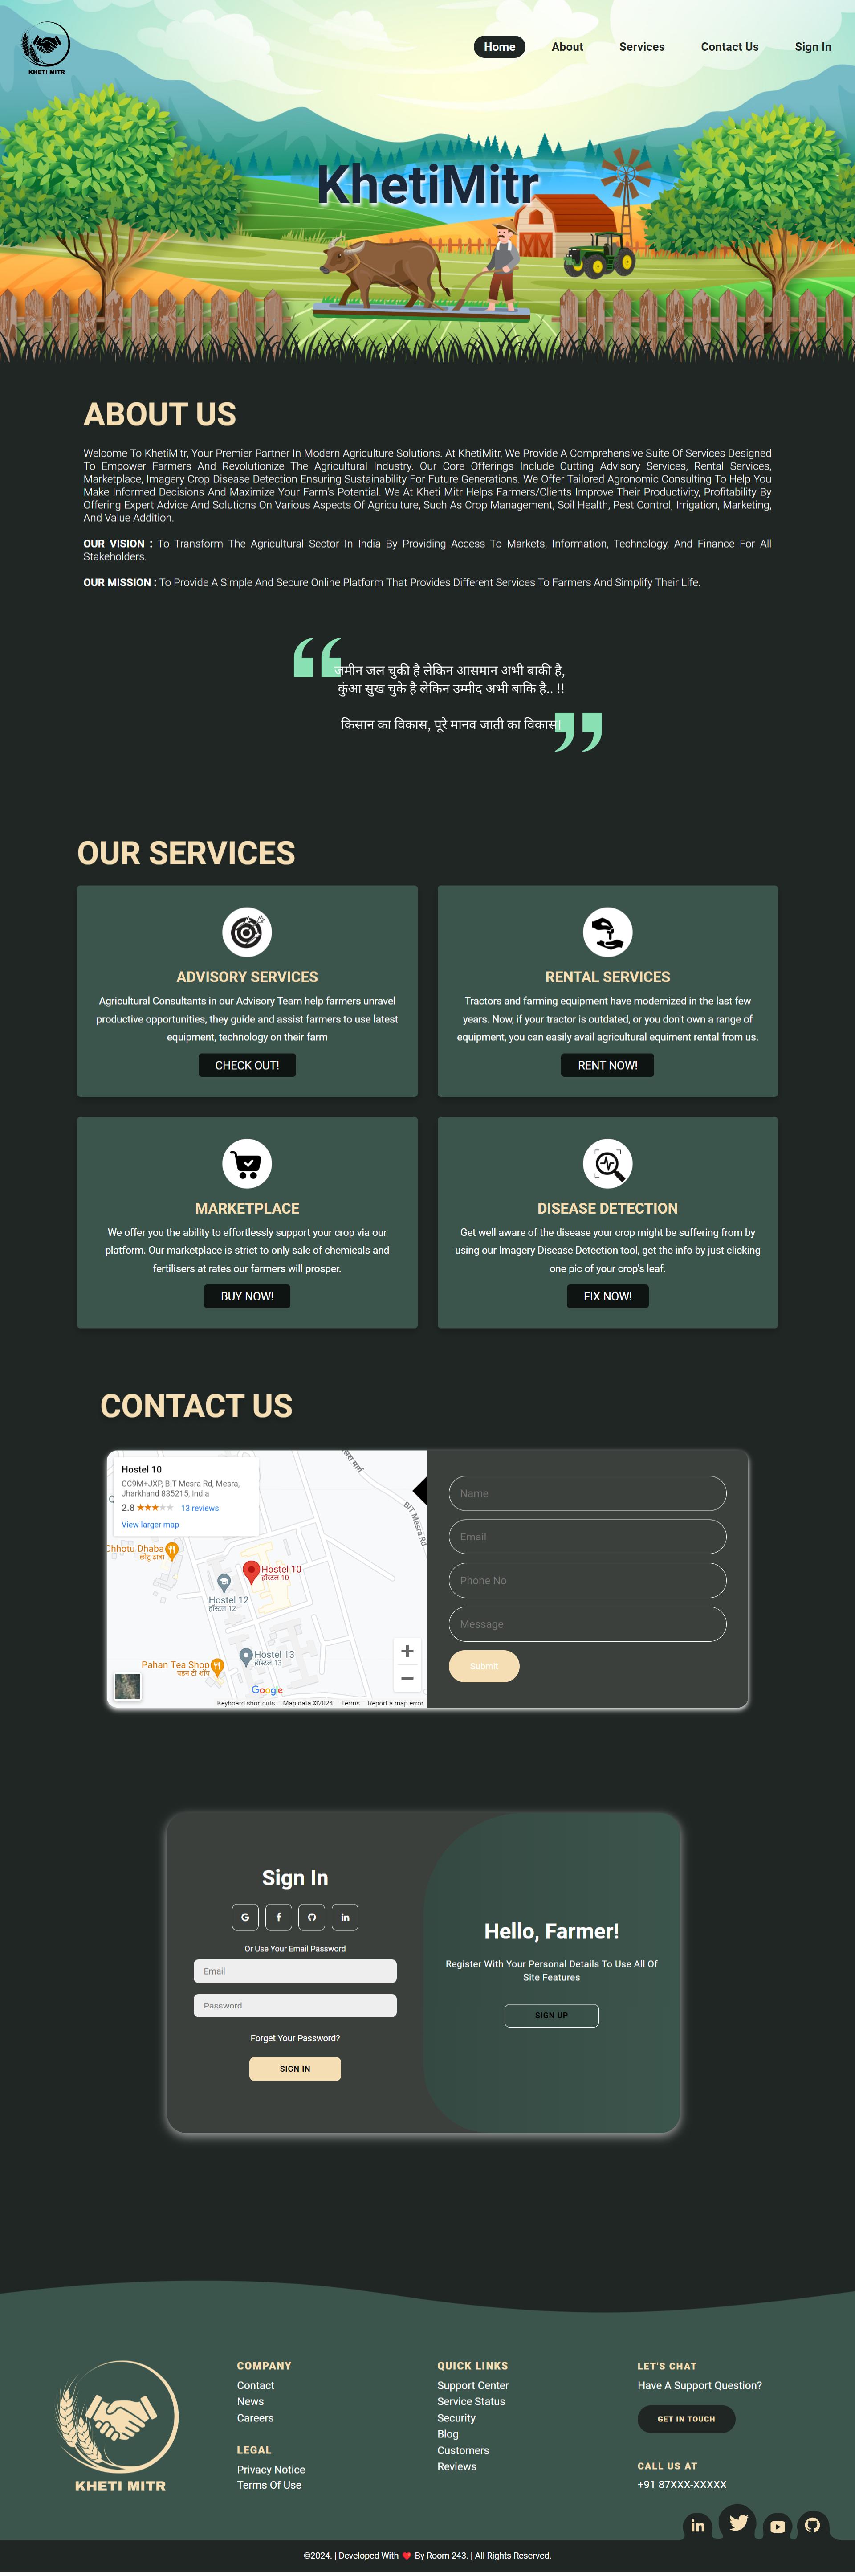 KHETI MITR
Home
About
Services
Contact Us
Sign In
KhetiMitr
ABOUT US
Welcome To KhetiMitr, Your Premier Partner In Modern Agriculture Solutions. At KhetiMitr, We Provide A Comprehensive Suite Of Services Designed
To Empower Farmers And Revolutionize The Agricultural Industry. Our Core Offerings Include Cutting Advisory Services, Rental Services,
Marketplace, Imagery Crop Disease Detection Ensuring Sustainability For Future Generations. We Offer Tailored Agronomic Consulting To Help You
Make Informed Decisions And Maximize Your Farm's Potential. We At Kheti Mitr Helps Farmers/Clients Improve Their Productivity, Profitability By
Offering Expert Advice And Solutions On Various Aspects Of Agriculture, Such As Crop Management, Soil Health, Pest Control, Irrigation, Marketing,
And Value Addition.
OUR VISION : To Transform The Agricultural Sector In India By Providing Access To Markets, Information, Technology, And Finance For All
Stakeholders.
OUR MISSION : To Provide A Simple And Secure Online Platform That Provides Different Services To Farmers And Simplify Their Life.
जमीन जल चुकी है लेकिन आसमान अभी बाकी है,
कुंआ सुख चुके है लेकिन उम्मीद अभी बाकि है.. !!
किसान का विकास, पूरे मानव जाती का विकास।
OUR SERVICES
ADVISORY SERVICES
Agricultural Consultants in our Advisory Team help farmers unravel
productive opportunities, they guide and assist farmers to use latest
equipment, technology on their farm
CHECK OUT!
RENTAL SERVICES
Tractors and farming equipment have modernized in the last few
years. Now, if your tractor is outdated, or you don't own a range of
equipment, you can easily avail agricultural equiment rental from us.
RENT NOW!
MARKETPLACE
We offer you the ability to effortlessly support your crop via our
platform. Our marketplace is strict to only sale of chemicals and
fertilisers at rates our farmers will prosper.
BUY NOW!
DISEASE DETECTION
Get well aware of the disease your crop might be suffering from by
using our Imagery Disease Detection tool, get the info by just clicking
one pic of your crop's leaf.
FIX NOW!
CONTACT US
Hostel 10
CC9M+JXP, BIT Mesra Rd, Mesra,
Jharkhand 835215, India
2.8
13 reviews
View larger map
BIT Mesra Rd
Chhotu Dhaba
छोटू ढाबा
Hostel 10
हॉस्टल 10
Hostel 12
हॉस्टल 12
Hostel 13
हॉस्टल 13
Pahan Tea Shop
पहन टी शॉप
Google
Keyboard shortcuts
Map data ©2024
Terms
Report a map error
Name
Email
Phone No
Message
Submit
Sign In
Or Use Your Email Password
Email
Password
Forget Your Password?
SIGN IN
Hello, Farmer!
Register With Your Personal Details To Use All Of
Site Features
SIGN UP
KHETI MITR
COMPANY
Contact
News
Careers
LEGAL
Privacy Notice
Terms Of Use
QUICK LINKS
Support Center
Service Status
Security
Blog
Customers
Reviews
LET'S CHAT
Have A Support Question?
GET IN TOUCH
CALL US AT
+91 87XXX-XXXXX
©2024. | Developed With ❤ By Room 243. | All Rights Reserved.